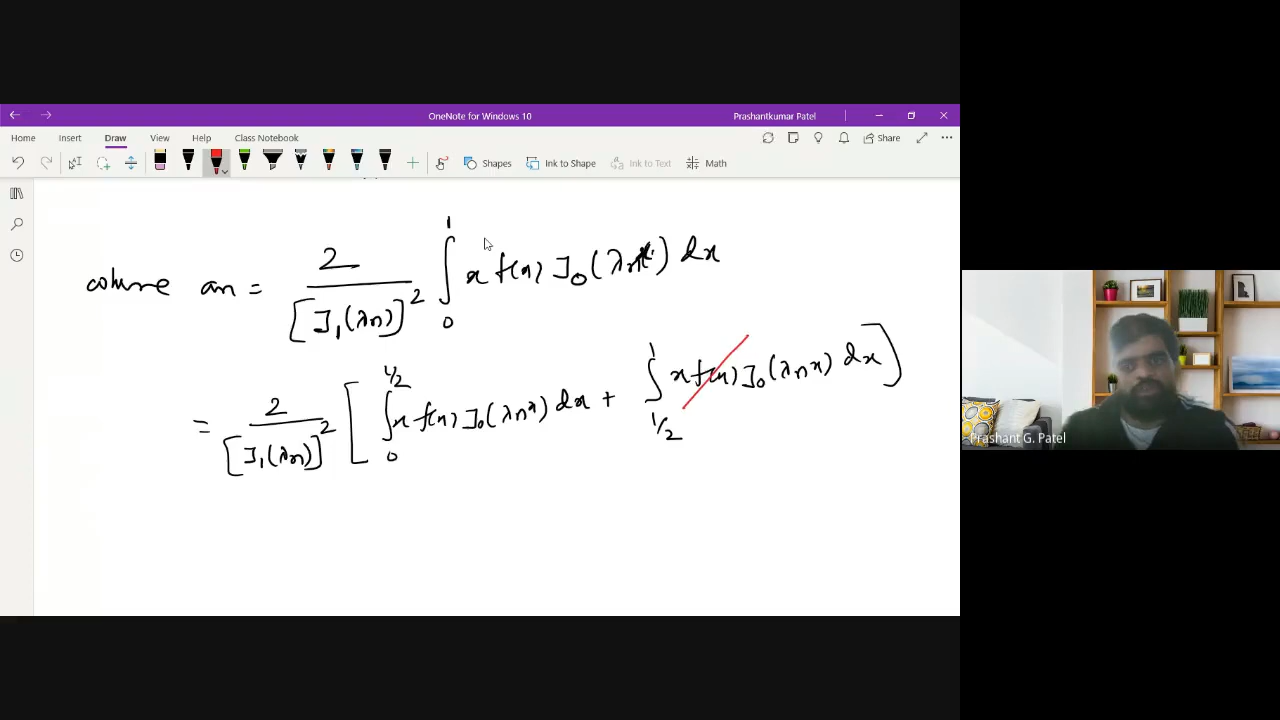 OneNote for Windows 10
Prashantkumar Patel
Home Insert Draw View Help Class Notebook
Share
Shapes Ink to Shape Ink to Text Math
where an = 2/[J₁(λn)]² ∫₀¹ x f(x) J₀(λnx) dx
= 2/[J₁(λn)]² [ ∫₀^1/2 x f(x) J₀(λnx) dx + ∫_1/2^1 x f(x) J₀(λnx) dx ]
Prashant G. Patel